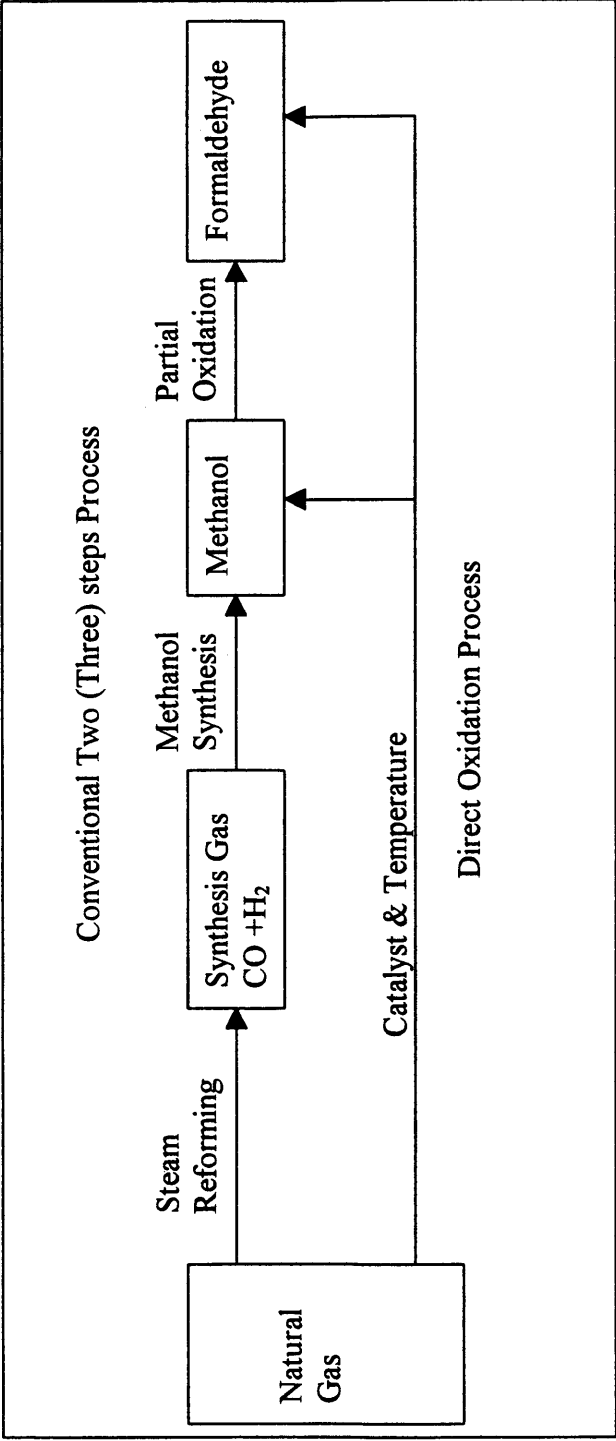 Conventional Two (Three) steps Process
Natural
Gas
Steam
Reforming
Synthesis Gas
CO +H₂
Methanol
Synthesis
Methanol
Partial
Oxidation
Formaldehyde
Catalyst & Temperature
Direct Oxidation Process